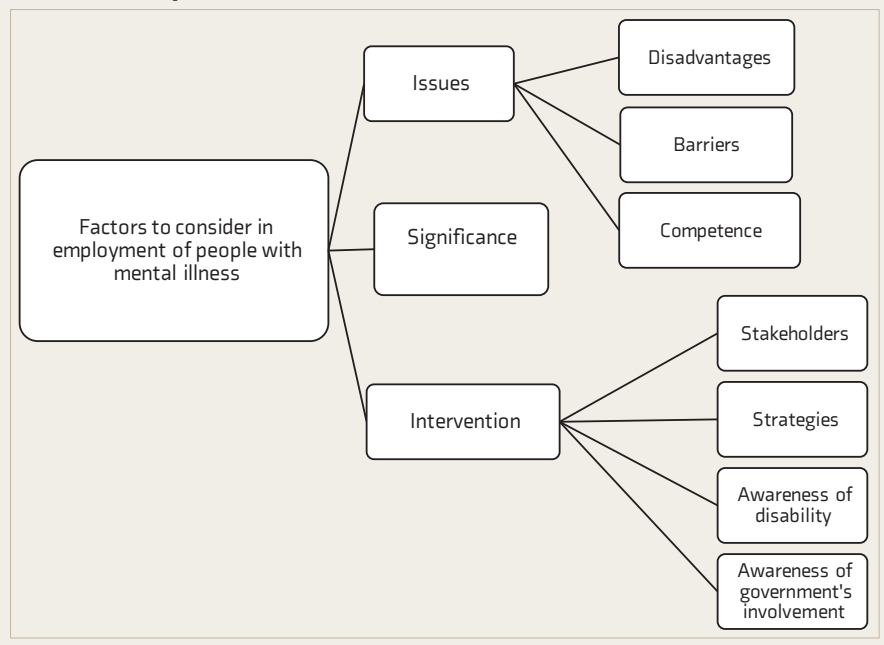 Factors to consider in
employment of people with
mental illness
Issues
Disadvantages
Barriers
Competence
Significance
Intervention
Stakeholders
Strategies
Awareness of
disability
Awareness of
government's
involvement